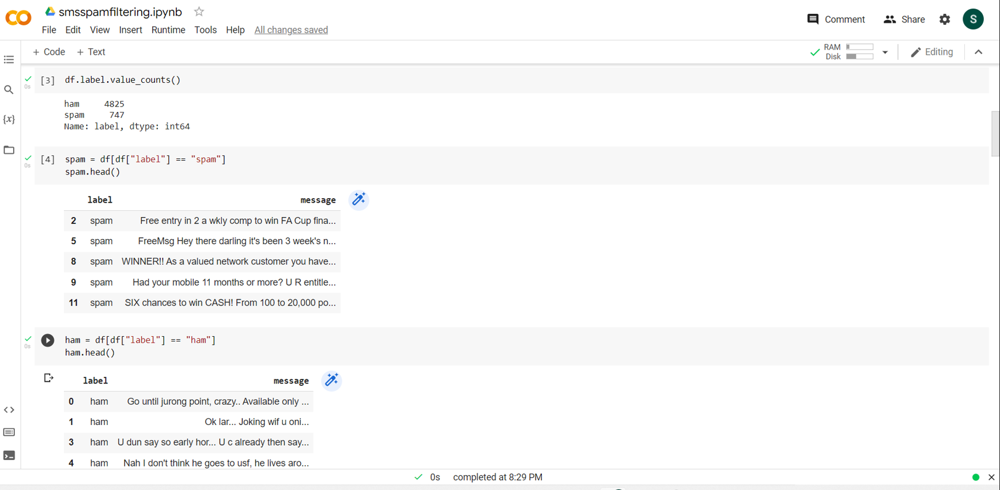 smsspamfiltering.ipynb
File Edit View Insert Runtime Tools Help All changes saved
Comment Share S
+ Code + Text
RAM
Disk
Editing
{x}
0s
[3] df.label.value_counts()
ham 4825
spam 747
Name: label, dtype: int64
0s
[4] spam = df[df["label"] == "spam"]
spam.head()
label message
2 spam Free entry in 2 a wkly comp to win FA Cup fina...
5 spam FreeMsg Hey there darling it's been 3 week's n...
8 spam WINNER!! As a valued network customer you have...
9 spam Had your mobile 11 months or more? U R entitle...
11 spam SIX chances to win CASH! From 100 to 20,000 po...
0s
ham = df[df["label"] == "ham"]
ham.head()
label message
0 ham Go until jurong point, crazy.. Available only ...
1 ham Ok lar... Joking wif u oni...
3 ham U dun say so early hor... U c already then say...
4 ham Nah I don't think he goes to usf, he lives aro...
0s completed at 8:29 PM